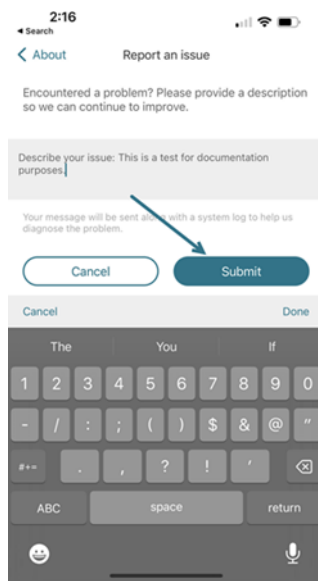 2:16
Search
About
Report an issue
Encountered a problem? Please provide a description
so we can continue to improve.
Describe your issue: This is a test for documentation
purposes.
Your message will be sent along with a system log to help us
diagnose the problem.
Cancel
Submit
Cancel
Done
The You If
1 2 3 4 5 6 7 8 9 0
- / : ; ( ) $ & @ "
#+= . , ? ! '
ABC space return